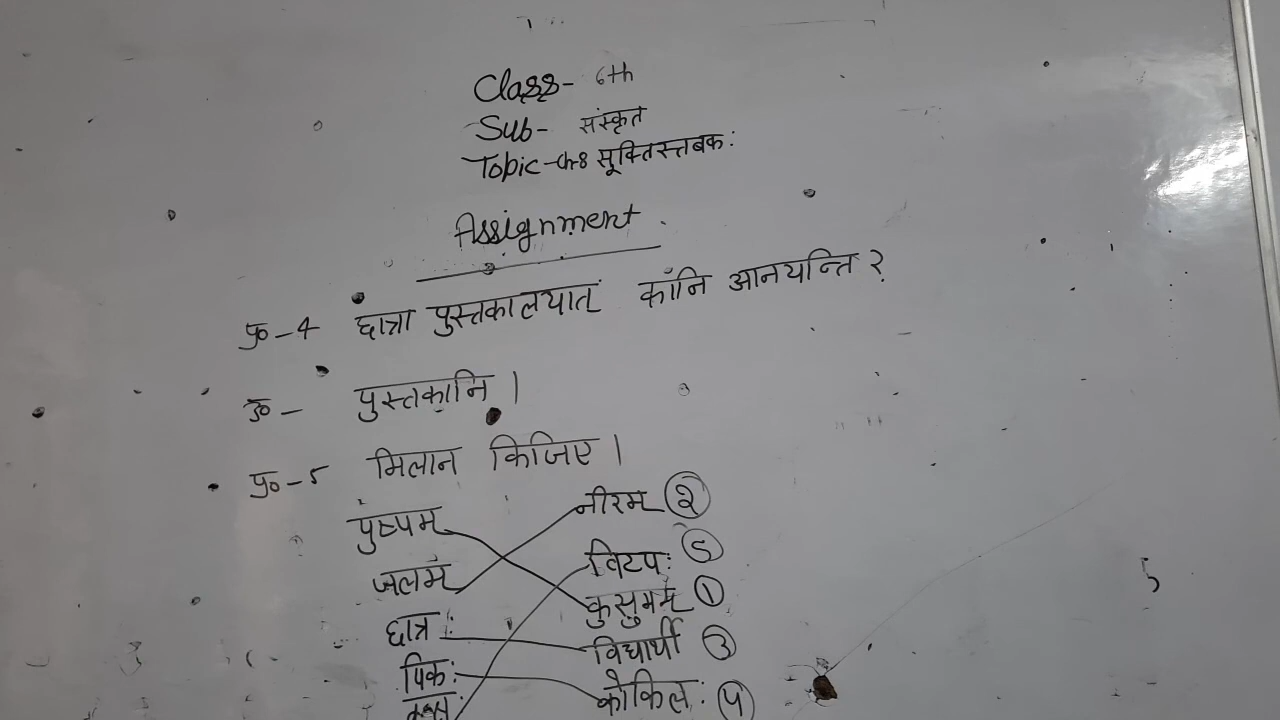 Class- 6th
Sub- संस्कृत
Topic-ch-8 सूक्तिस्तबक:
Assignment
प्र०-4 छात्रा पुस्तकालयात् कानि आनयन्ति ?
उ०- पुस्तकानि ।
प्र०-5 मिलान किजिए ।
पुष्पम् नीरम् (२)
जलम् विटप: (5)
छात्र: कुसुमम् (1)
पिक: विद्यार्थी (3)
कोकिल: (4)